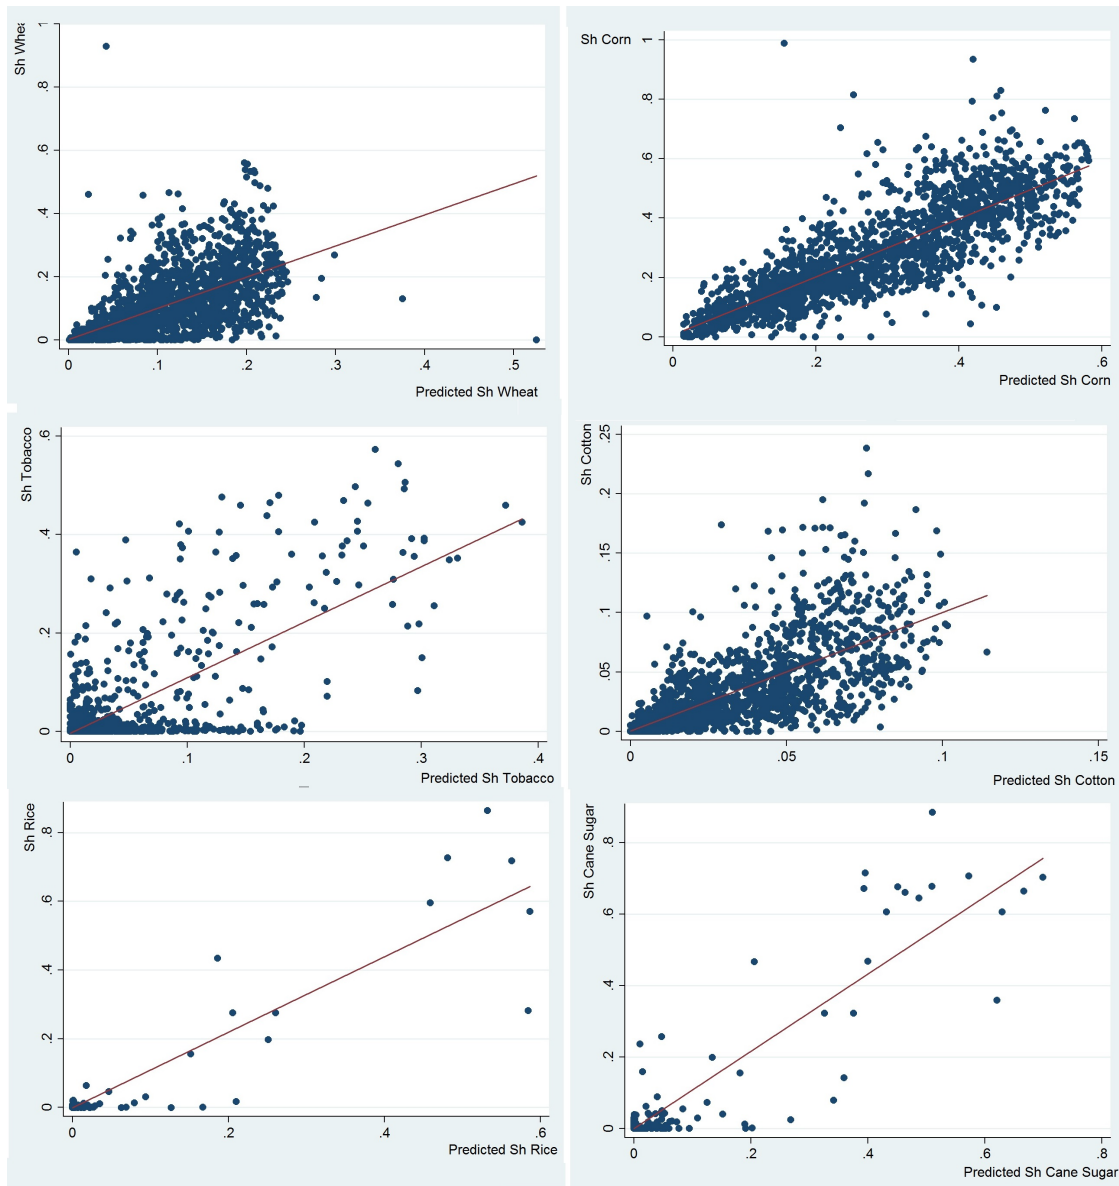 Sh Whea
1
.8
.6
.4
.2
0
0 .1 .2 .3 .4 .5
Predicted Sh Wheat
Sh Corn
1
.8
.6
.4
.2
0
0 .2 .4 .6
Predicted Sh Corn
Sh Tobacco
.6
.4
.2
0
0 .1 .2 .3 .4
Predicted Sh Tobacco
Sh Cotton
.25
.2
.15
.1
.05
0
0 .05 .1 .15
Predicted Sh Cotton
Sh Rice
.8
.6
.4
.2
0
0 .2 .4 .6
Predicted Sh Rice
Sh Cane Sugar
.8
.6
.4
.2
0
0 .2 .4 .6 .8
Predicted Sh Cane Sugar